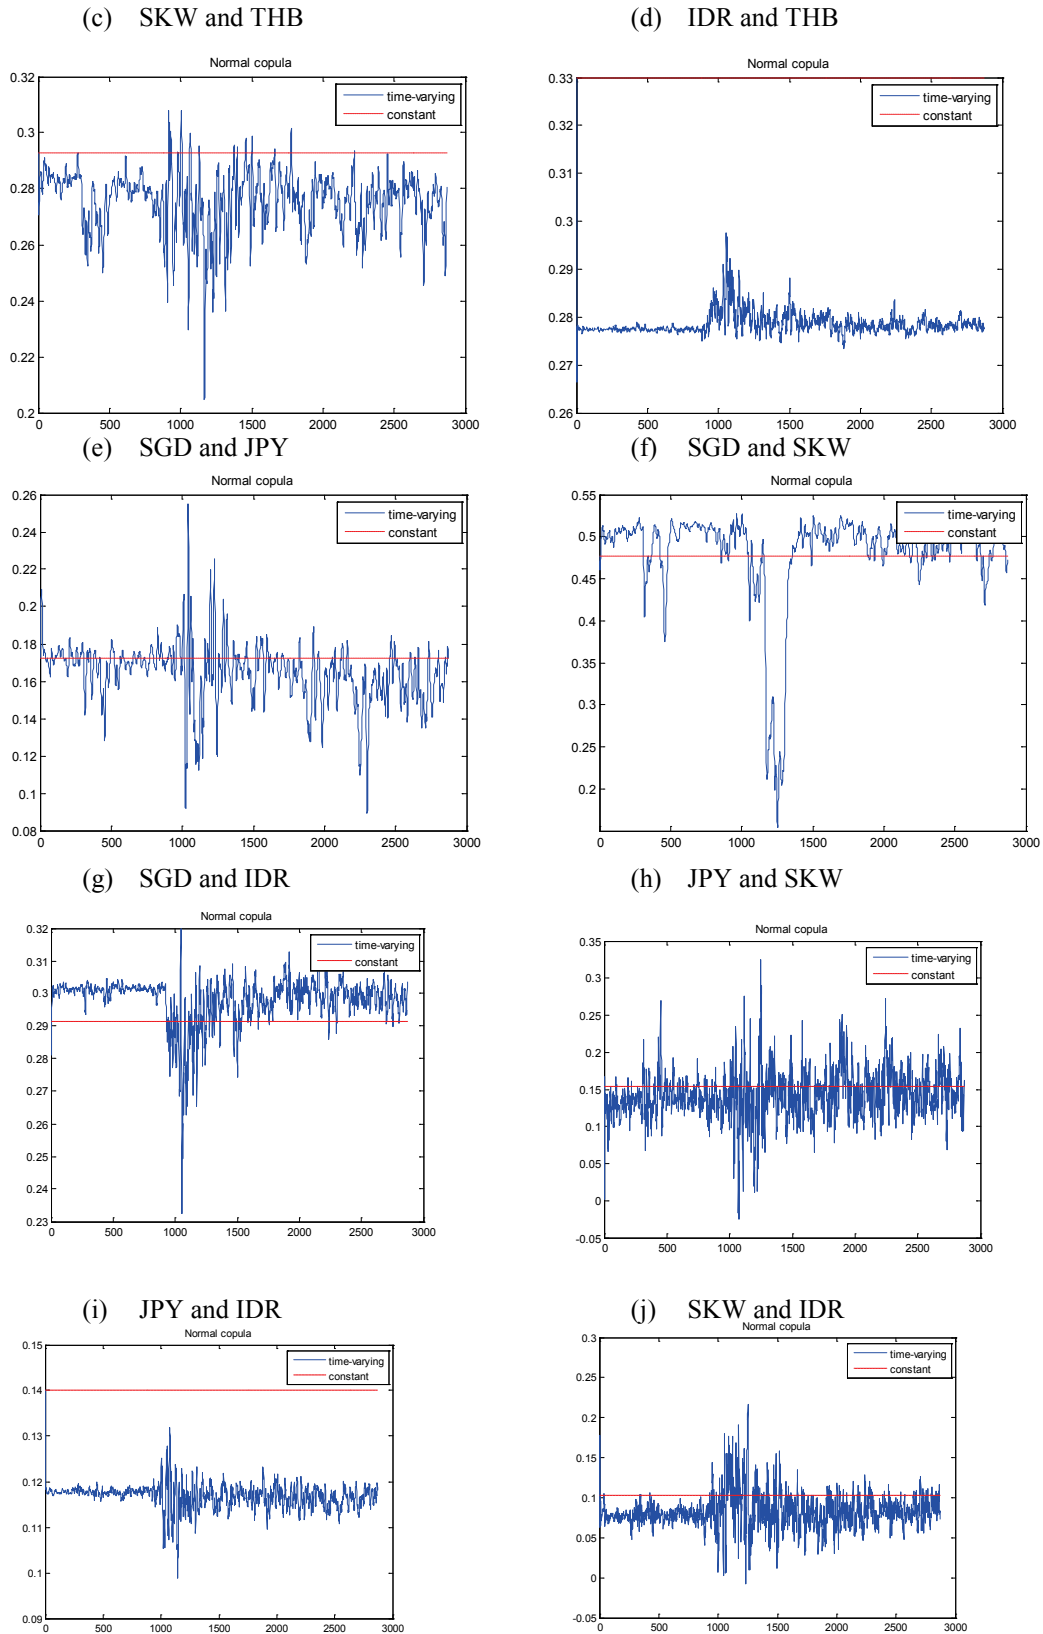 (c) SKW and THB
(d) IDR and THB
Normal copula
0.32
0.3
0.28
0.26
0.24
0.22
0.2
0 500 1000 1500 2000 2500 3000
time-varying
constant
Normal copula
0.33
0.32
0.31
0.3
0.29
0.28
0.27
0.26
0 500 1000 1500 2000 2500 3000
time-varying
constant
(e) SGD and JPY
(f) SGD and SKW
Normal copula
0.26
0.24
0.22
0.2
0.18
0.16
0.14
0.12
0.1
0.08
0 500 1000 1500 2000 2500 3000
time-varying
constant
Normal copula
0.55
0.5
0.45
0.4
0.35
0.3
0.25
0.2
0 500 1000 1500 2000 2500 3000
time-varying
constant
(g) SGD and IDR
(h) JPY and SKW
Normal copula
0.32
0.31
0.3
0.29
0.28
0.27
0.26
0.25
0.24
0.23
0 500 1000 1500 2000 2500 3000
time-varying
constant
Normal copula
0.35
0.3
0.25
0.2
0.15
0.1
0.05
0
-0.05
0 500 1000 1500 2000 2500 3000
time-varying
constant
(i) JPY and IDR
(j) SKW and IDR
Normal copula
0.15
0.14
0.13
0.12
0.11
0.1
0.09
0 500 1000 1500 2000 2500 3000
time-varying
constant
Normal copula
0.3
0.25
0.2
0.15
0.1
0.05
0
-0.05
0 500 1000 1500 2000 2500 3000
time-varying
constant